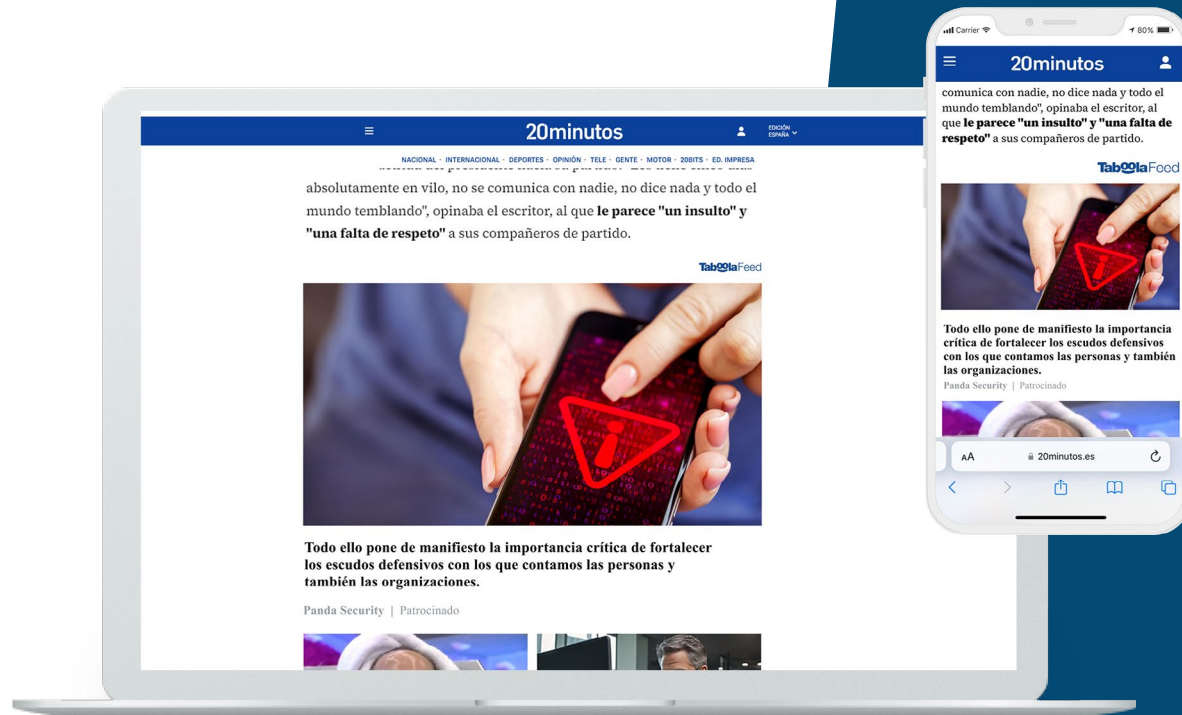 20minutos
EDICIÓN
ESPAÑA
NACIONAL · INTERNACIONAL · DEPORTES · OPINIÓN · TELE · GENTE · MOTOR · 20BITS · ED. IMPRESA
absolutamente en vilo, no se comunica con nadie, no dice nada y todo el
mundo temblando", opinaba el escritor, al que le parece "un insulto" y
"una falta de respeto" a sus compañeros de partido.
Taboola Feed
Todo ello pone de manifiesto la importancia crítica de fortalecer
los escudos defensivos con los que contamos las personas y
también las organizaciones.
Panda Security | Patrocinado
Carrier
80%
20minutos
comunica con nadie, no dice nada y todo el
mundo temblando", opinaba el escritor, al
que le parece "un insulto" y "una falta de
respeto" a sus compañeros de partido.
Taboola Feed
Todo ello pone de manifiesto la importancia
crítica de fortalecer los escudos defensivos
con los que contamos las personas y también
las organizaciones.
Panda Security | Patrocinado
AA
20minutos.es